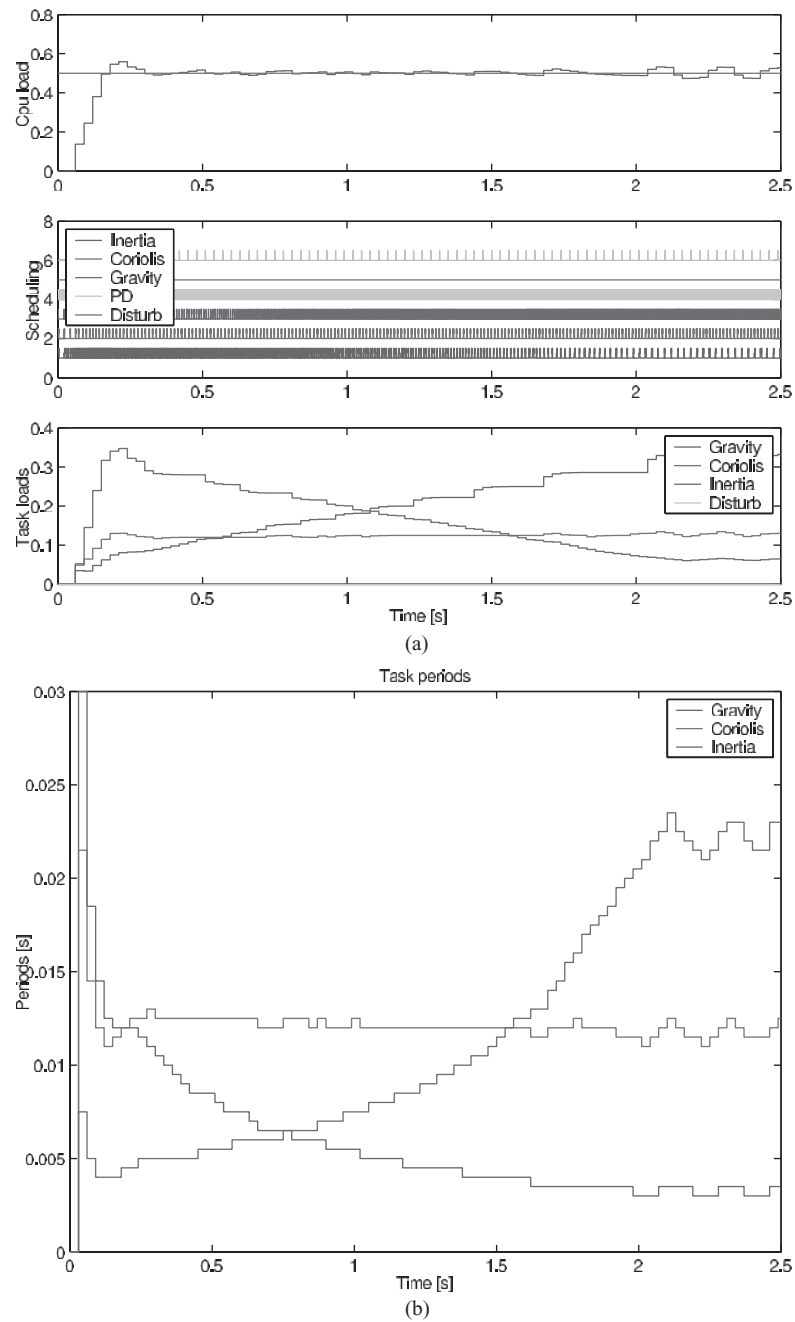 0.8
0.6
0.4
0.2
0
Cpu load
0 0.5 1 1.5 2 2.5
8
6
4
2
0
Scheduling
Inertia
Coriolis
Gravity
PD
Disturb
0 0.5 1 1.5 2 2.5
0.4
0.3
0.2
0.1
0
Task loads
Gravity
Coriolis
Inertia
Disturb
0 0.5 1 1.5 2 2.5
Time [s]
(a)
Task periods
0.03
0.025
0.02
0.015
0.01
0.005
0
Periods [s]
Gravity
Coriolis
Inertia
0 0.5 1 1.5 2 2.5
Time [s]
(b)